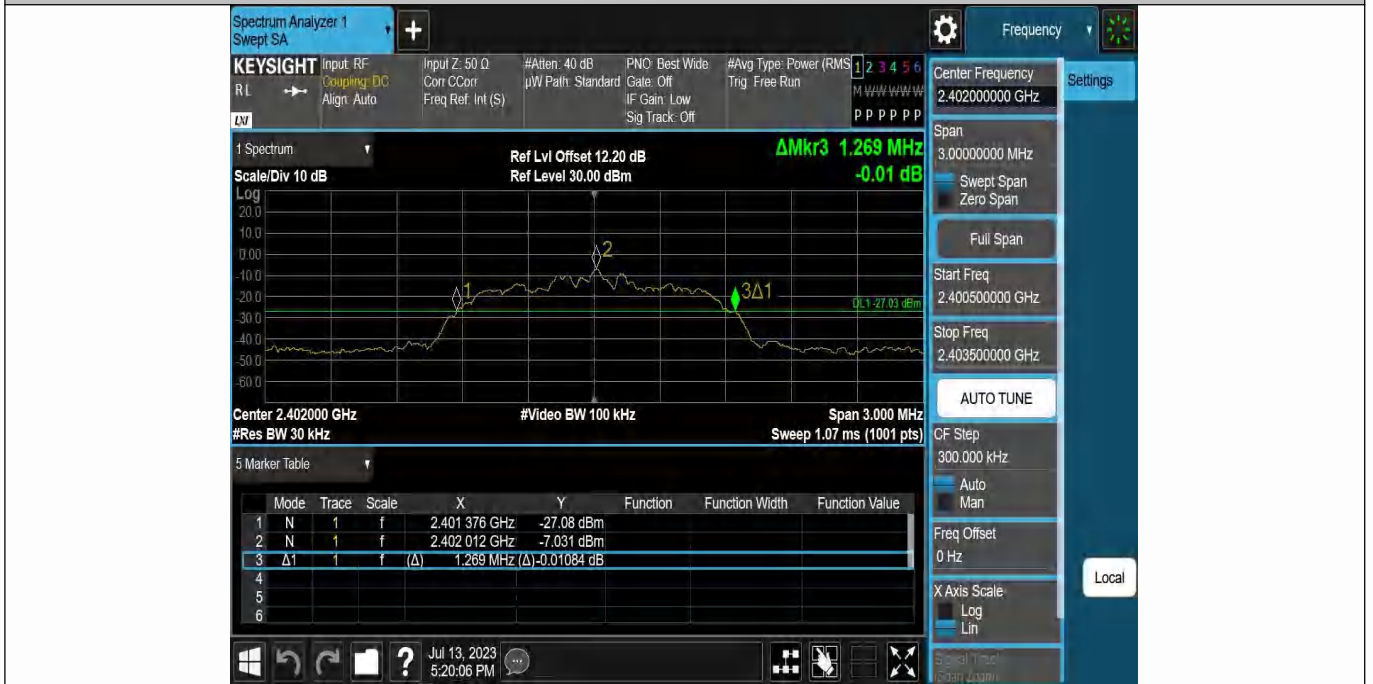 Spectrum Analyzer 1
Swept SA
+
Frequency
KEYSIGHT
RL
LXI
Input: RF
Coupling: DC
Align: Auto
Input Z: 50 Ω
Corr CCorr
Freq Ref: Int (S)
#Atten: 40 dB
µW Path: Standard
PNO: Best Wide
Gate: Off
IF Gain: Low
Sig Track: Off
#Avg Type: Power (RMS
Trig: Free Run
1 2 3 4 5 6
M W W W W W
P P P P P P
Center Frequency
2.402000000 GHz
Settings
Span
3.00000000 MHz
Swept Span
Zero Span
Full Span
Start Freq
2.400500000 GHz
Stop Freq
2.403500000 GHz
AUTO TUNE
CF Step
300.000 kHz
Auto
Man
Freq Offset
0 Hz
X Axis Scale
Log
Lin
Signal Track
(Span Zoom)
Local
1 Spectrum
Scale/Div 10 dB
Ref Lvl Offset 12.20 dB
Ref Level 30.00 dBm
ΔMkr3 1.269 MHz
-0.01 dB
Log
20.0
10.0
0.00
-10.0
-20.0
-30.0
-40.0
-50.0
-60.0
1
2
3Δ1
DL1 -27.03 dBm
Center 2.402000 GHz
#Res BW 30 kHz
#Video BW 100 kHz
Span 3.000 MHz
Sweep 1.07 ms (1001 pts)
5 Marker Table
Mode Trace Scale X Y Function Function Width Function Value
1 N 1 f 2.401 376 GHz -27.08 dBm
2 N 1 f 2.402 012 GHz -7.031 dBm
3 Δ1 1 f (Δ) 1.269 MHz (Δ) -0.01084 dB
4
5
6
?
Jul 13, 2023
5:20:06 PM